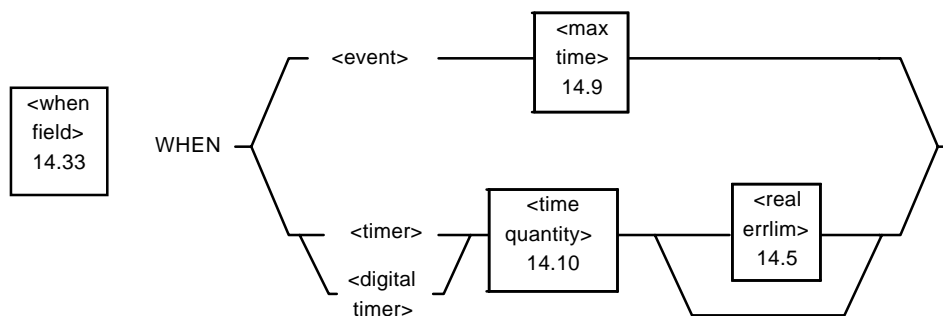 <when
field>
14.33
WHEN
<event>
<max
time>
14.9
<timer>
<digital
timer>
<time
quantity>
14.10
<real
errlim>
14.5